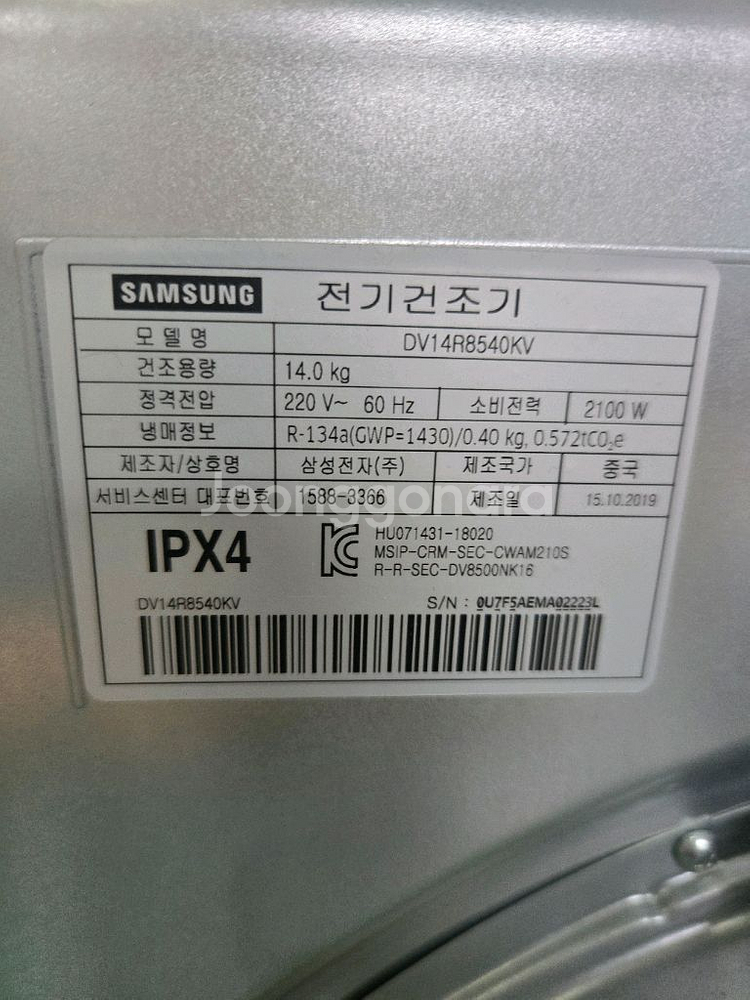 SAMSUNG 전기건조기
모델명 DV14R8540KV
건조용량 14.0 kg
정격전압 220 V~ 60 Hz 소비전력 2100 W
냉매정보 R-134a(GWP=1430)/0.40 kg, 0.572tCO₂e
제조자/상호명 삼성전자(주) 제조국가 중국
서비스센터 대표번호 1588-3366 제조일 15.10.2019
Joonggonara
IPX4
HU071431-18020
MSIP-CRM-SEC-CWAM210S
R-R-SEC-DV8500NK16
DV14R8540KV S/N : 0U7F5AEMA02223L